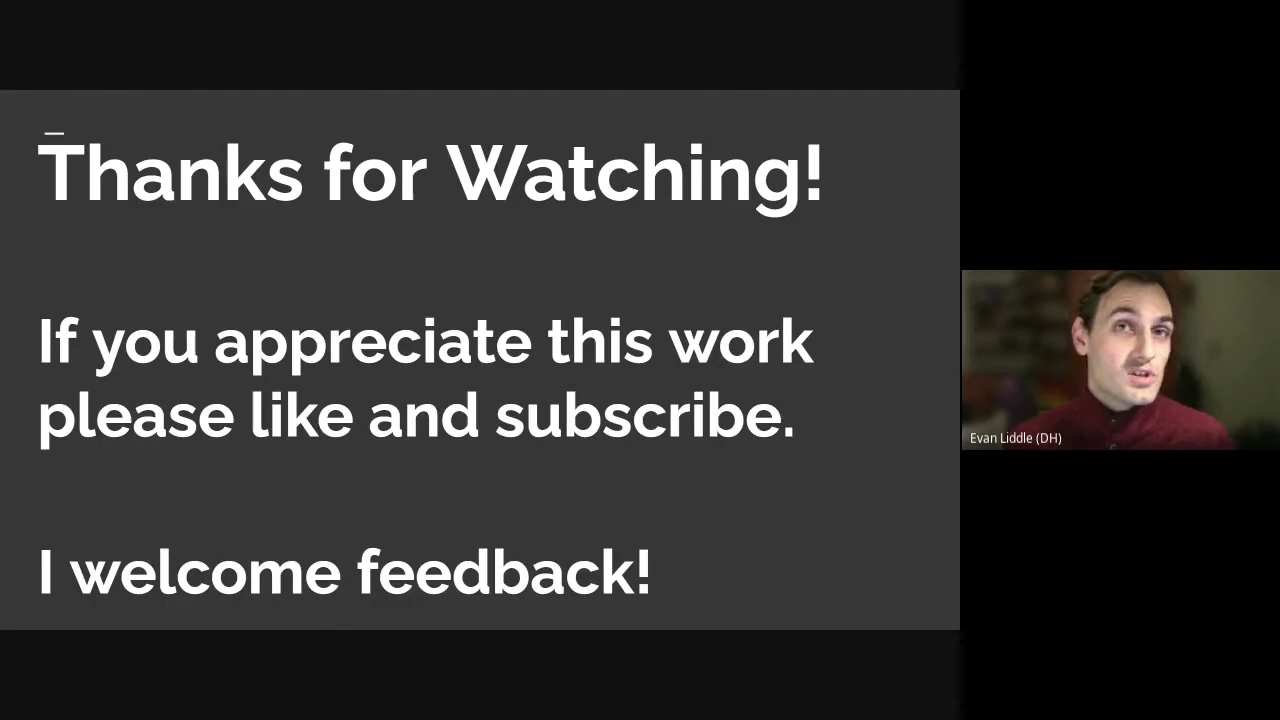 Thanks for Watching!
If you appreciate this work
please like and subscribe.
I welcome feedback!
Evan Liddle (DH)